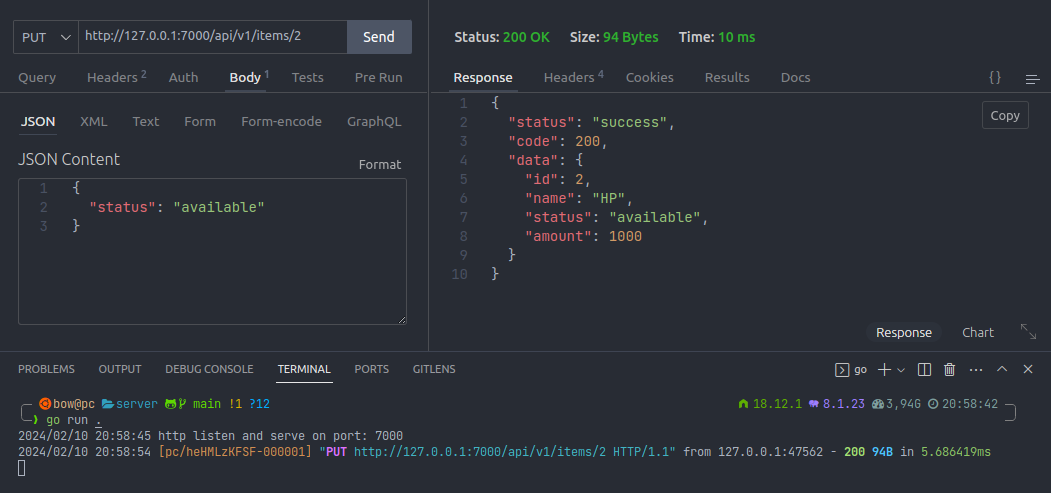 PUT http://127.0.0.1:7000/api/v1/items/2 Send
Query Headers 2 Auth Body 1 Tests Pre Run
JSON XML Text Form Form-encode GraphQL
JSON Content Format
1 {
2 "status": "available"
3 }
Status: 200 OK Size: 94 Bytes Time: 10 ms
Response Headers 4 Cookies Results Docs {}
Copy
1 {
2 "status": "success",
3 "code": 200,
4 "data": {
5 "id": 2,
6 "name": "HP",
7 "status": "available",
8 "amount": 1000
9 }
10 }
Response Chart
PROBLEMS OUTPUT DEBUG CONSOLE TERMINAL PORTS GITLENS go
bow@pc server main !1 ?12 18.12.1 8.1.23 3,94G 20:58:42
go run .
2024/02/10 20:58:45 http listen and serve on port: 7000
2024/02/10 20:58:54 [pc/heHMLzKFSF-000001] "PUT http://127.0.0.1:7000/api/v1/items/2 HTTP/1.1" from 127.0.0.1:47562 - 200 94B in 5.686419ms